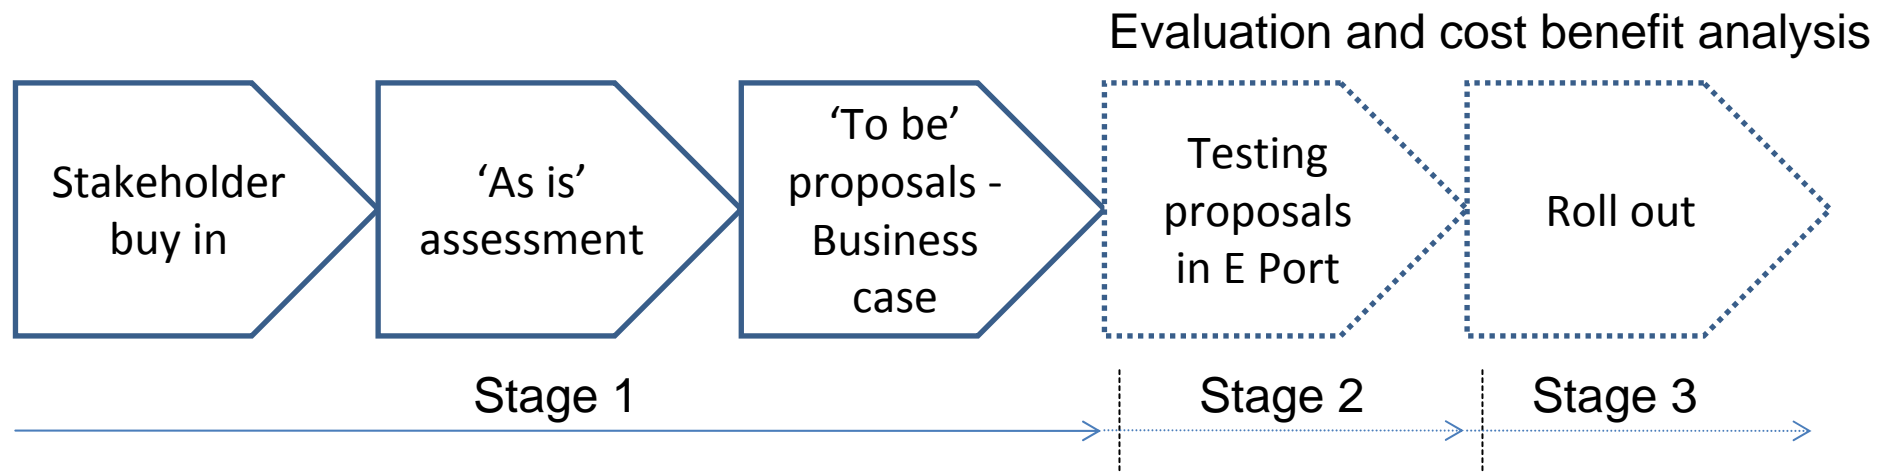 Evaluation and cost benefit analysis
Stakeholder
buy in
‘As is’
assessment
‘To be’
proposals -
Business
case
Testing
proposals
in E Port
Roll out
Stage 1
Stage 2
Stage 3